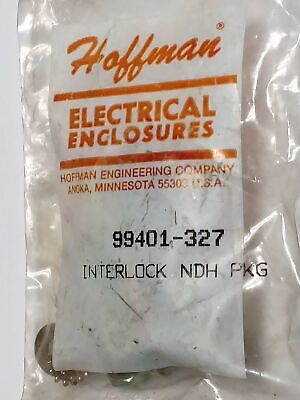 Hoffman®
ELECTRICAL
ENCLOSURES
HOFFMAN ENGINEERING COMPANY
ANOKA, MINNESOTA 55303 U.S.A.
99401-327
INTERLOCK NDH PKG